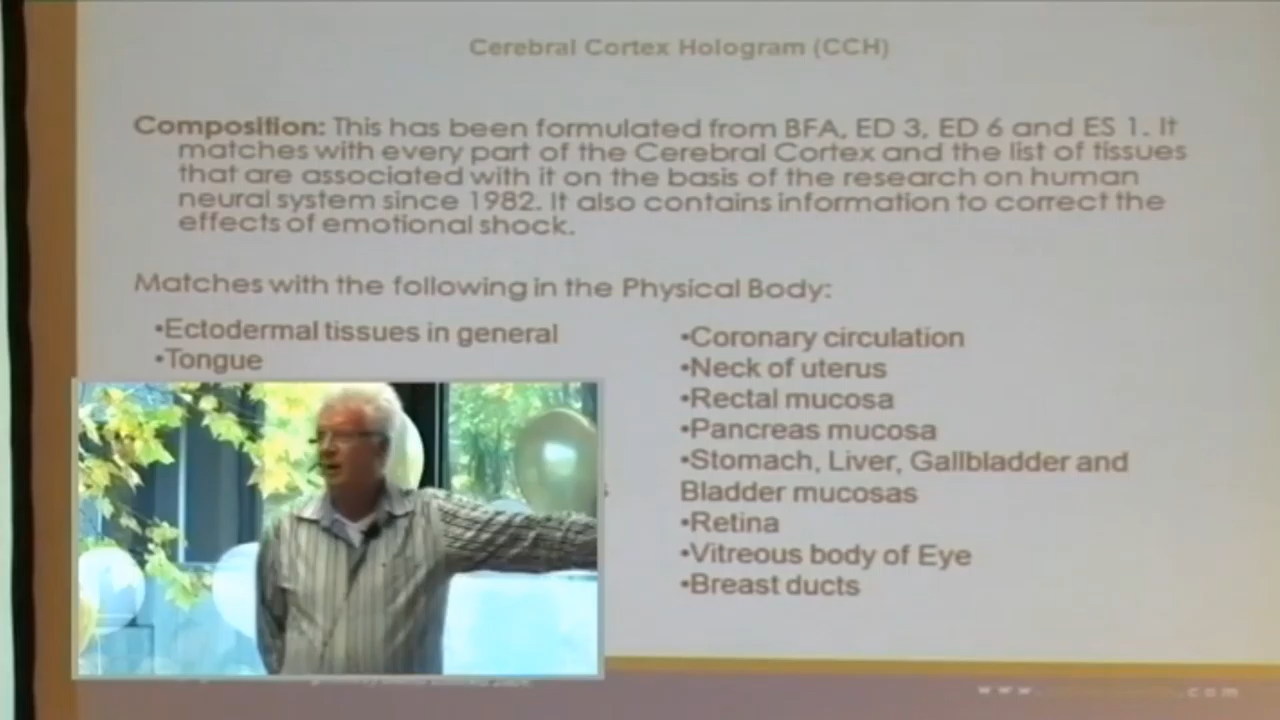 Cerebral Cortex Hologram (CCH)
Composition: This has been formulated from BFA, ED 3, ED 6 and ES 1. It
matches with every part of the Cerebral Cortex and the list of tissues
that are associated with it on the basis of the research on human
neural system since 1982. It also contains information to correct the
effects of emotional shock.
Matches with the following in the Physical Body:
•Ectodermal tissues in general
•Tongue
•Coronary circulation
•Neck of uterus
•Rectal mucosa
•Pancreas mucosa
•Stomach, Liver, Gallbladder and
Bladder mucosas
•Retina
•Vitreous body of Eye
•Breast ducts
www. .com